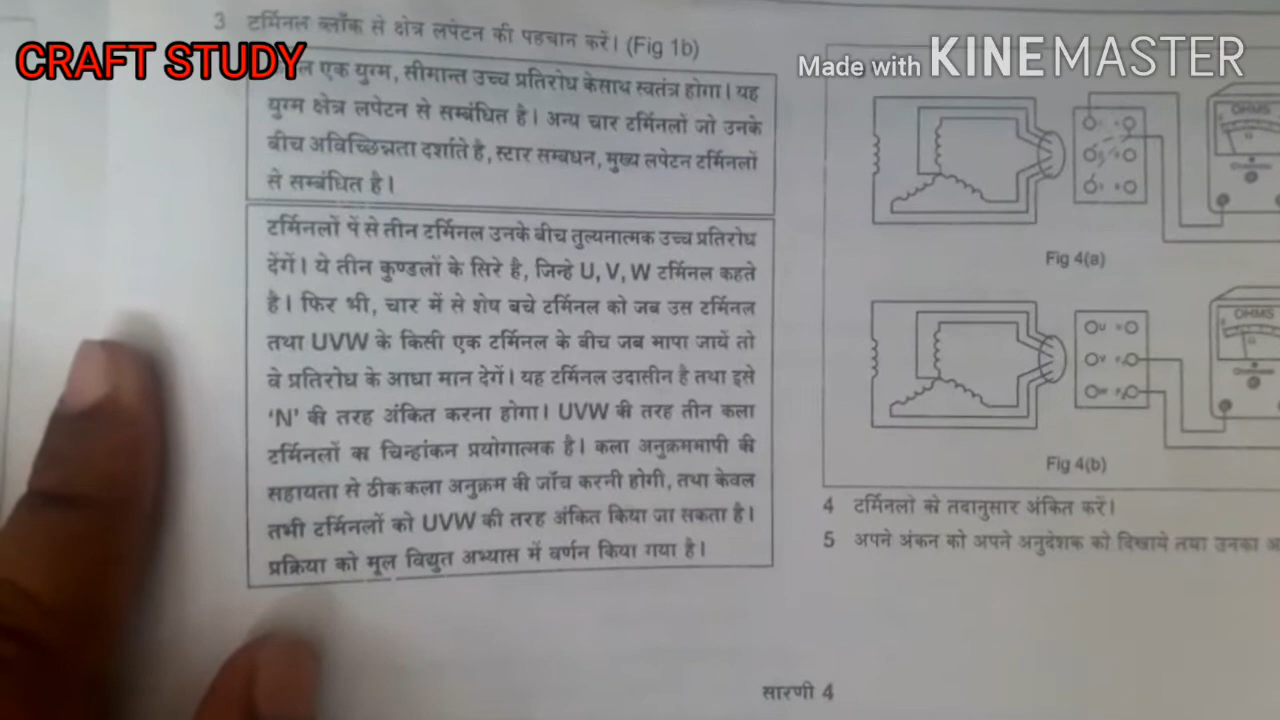 3 टर्मिनल ब्लॉक से क्षेत्र लपेटन की पहचान करें। (Fig 1b)
CRAFT STUDY
Made with KINEMASTER
एक युग्म, सीमान्त उच्च प्रतिरोध केसाथ स्वतंत्र होगा। यह
युग्म क्षेत्र लपेटन से सम्बंधित है। अन्य चार टर्मिनलों जो उनके
बीच अविच्छिन्नता दर्शाते है, स्टार सम्बधन, मुख्य लपेटन टर्मिनलों
से सम्बंधित है।
टर्मिनलों पें से तीन टर्मिनल उनके बीच तुल्यनात्मक उच्च प्रतिरोध
देंगें। ये तीन कुण्डलों के सिरे है, जिन्हे U, V, W टर्मिनल कहते
है। फिर भी, चार में से शेष बचे टर्मिनल को जब उस टर्मिनल
तथा UVW के किसी एक टर्मिनल के बीच जब मापा जायें तो
वे प्रतिरोध के आधा मान देगें। यह टर्मिनल उदासीन है तथा इसे
'N' की तरह अंकित करना होगा। UVW की तरह तीन कला
टर्मिनलों का चिन्हांकन प्रयोगात्मक है। कला अनुक्रममापी की
सहायता से ठीक कला अनुक्रम की जाँच करनी होगी, तथा केवल
तभी टर्मिनलों को UVW की तरह अंकित किया जा सकता है।
प्रक्रिया को मूल विद्युत अभ्यास में वर्णन किया गया है।
OHMS
Fig 4(a)
OHMS
Fig 4(b)
4 टर्मिनलो को तदानुसार अंकित करें।
5 अपने अंकन को अपने अनुदेशक को दिखाये तथा उनका
सारणी 4